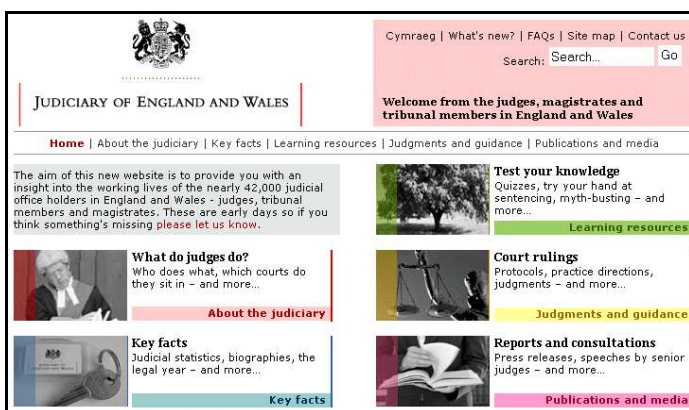 Cymraeg | What's new? | FAQs | Site map | Contact us
Search: Search... Go
JUDICIARY OF ENGLAND AND WALES
Welcome from the judges, magistrates and
tribunal members in England and Wales
Home | About the judiciary | Key facts | Learning resources | Judgments and guidance | Publications and media
The aim of this new website is to provide you with an
insight into the working lives of the nearly 42,000 judicial
office holders in England and Wales - judges, tribunal
members and magistrates. These are early days so if you
think something's missing please let us know.
Test your knowledge
Quizzes, try your hand at
sentencing, myth-busting – and
more...
Learning resources
What do judges do?
Who does what, which courts do
they sit in – and more...
About the judiciary
Court rulings
Protocols, practice directions,
judgments – and more...
Judgments and guidance
Key facts
Judicial statistics, biographies, the
legal year – and more...
Key facts
Reports and consultations
Press releases, speeches by senior
judges – and more...
Publications and media